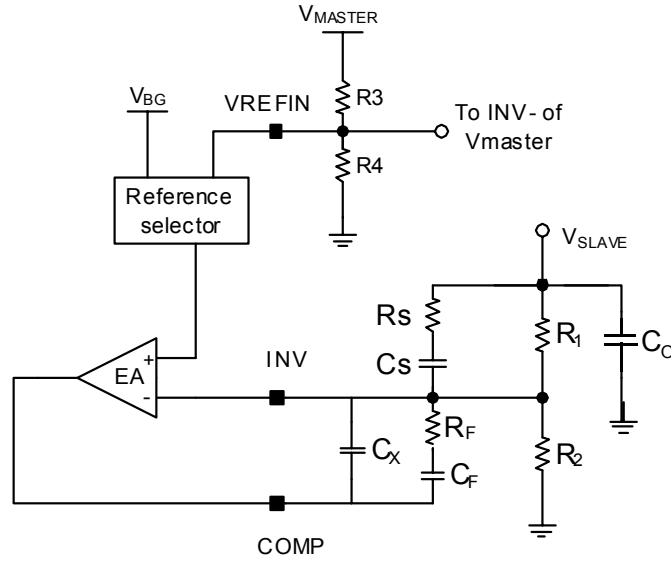 VMASTER
VBG
VREFIN
R3
To INV- of
Vmaster
R4
Reference
selector
VSLAVE
Rs
R1
CO
Cs
INV
+
EA
-
RF
R2
CX
CF
COMP